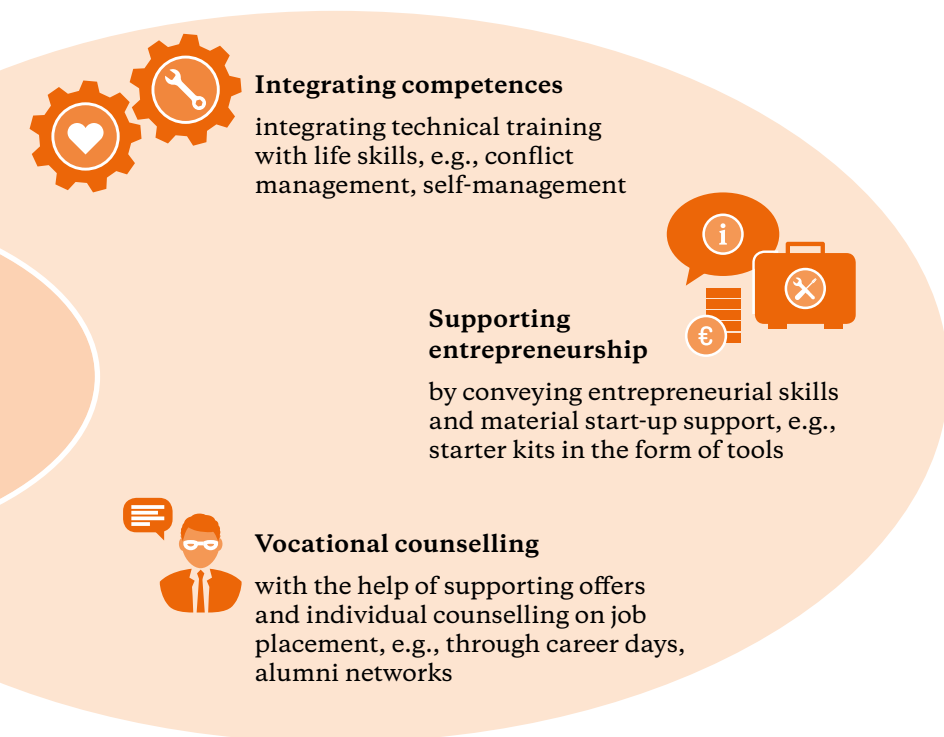 Integrating competences
integrating technical training
with life skills, e.g., conflict
management, self-management
i
€
Supporting
entrepreneurship
by conveying entrepreneurial skills
and material start-up support, e.g.,
starter kits in the form of tools
Vocational counselling
with the help of supporting offers
and individual counselling on job
placement, e.g., through career days,
alumni networks